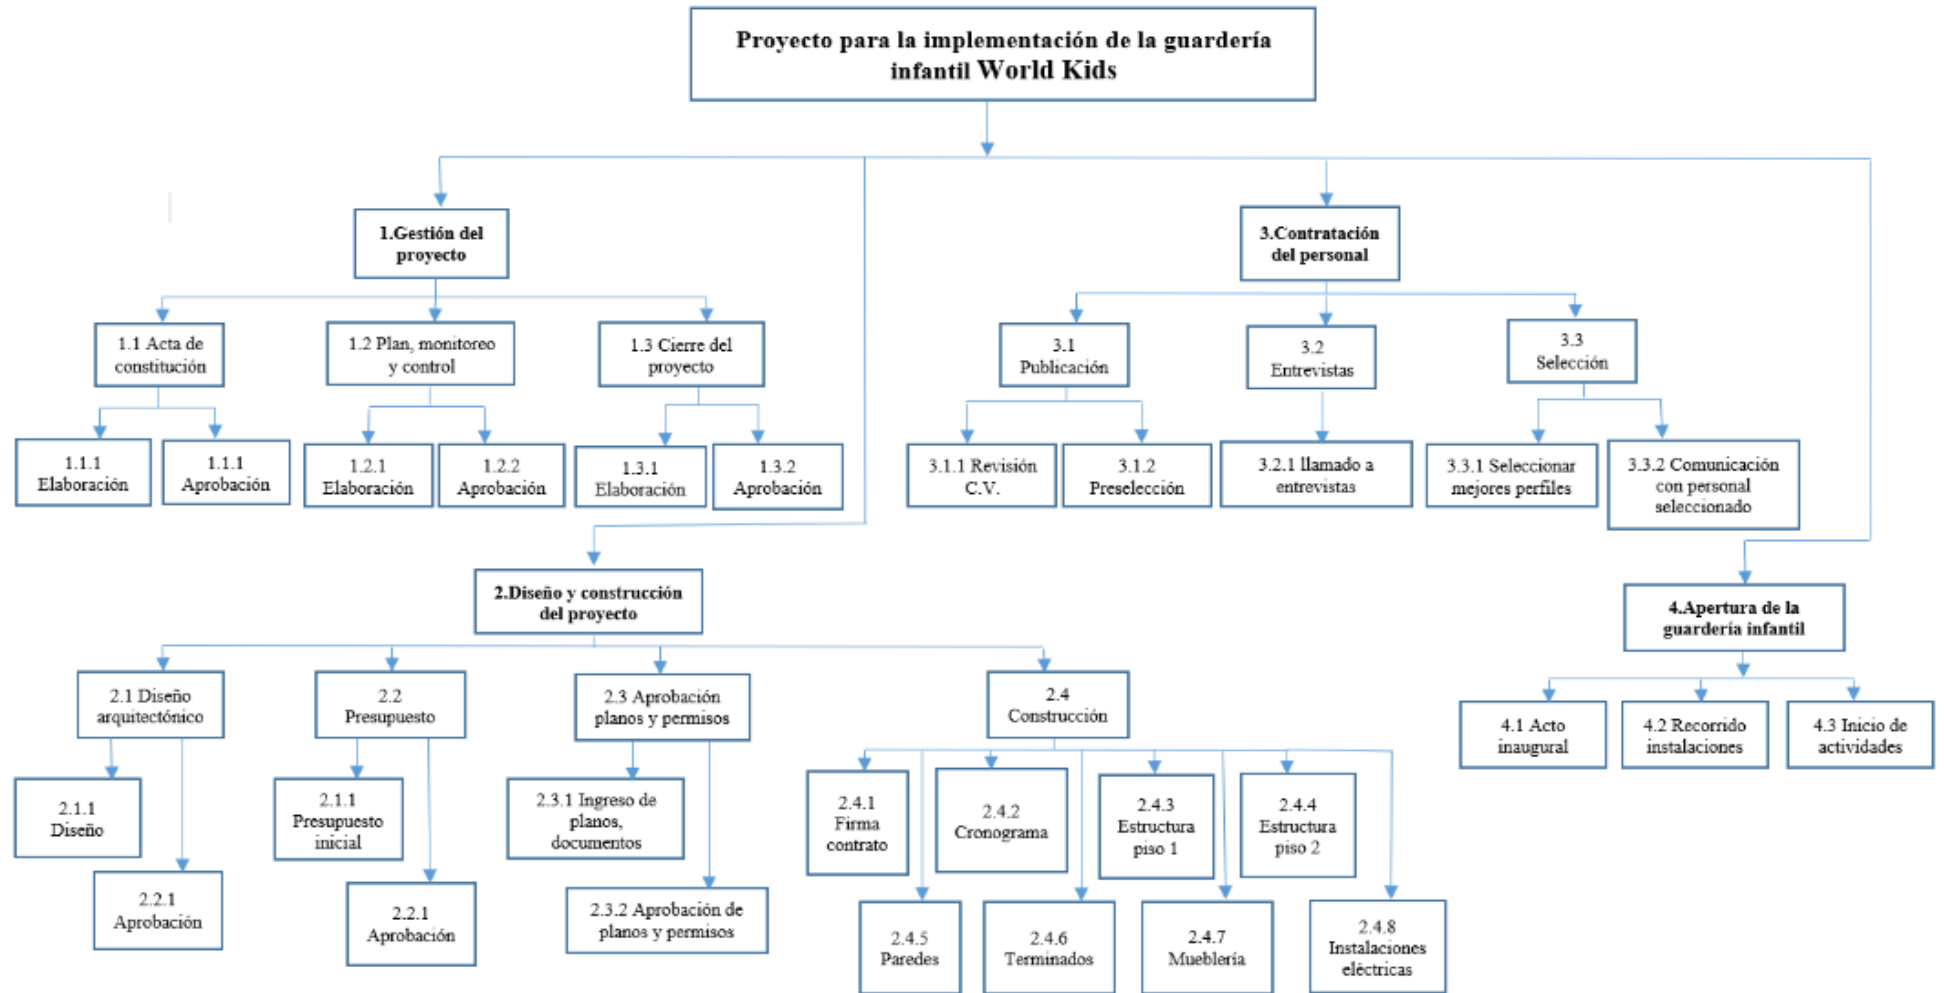 Proyecto para la implementación de la guardería
infantil World Kids
1.Gestión del
proyecto
3.Contratación
del personal
1.1 Acta de
constitución
1.2 Plan, monitoreo
y control
1.3 Cierre del
proyecto
3.1
Publicación
3.2
Entrevistas
3.3
Selección
1.1.1
Elaboración
1.1.1
Aprobación
1.2.1
Elaboración
1.2.2
Aprobación
1.3.1
Elaboración
1.3.2
Aprobación
3.1.1 Revisión
C.V.
3.1.2
Preselección
3.2.1 llamado a
entrevistas
3.3.1 Seleccionar
mejores perfiles
3.3.2 Comunicación
con personal
seleccionado
2.Diseño y construcción
del proyecto
4.Apertura de la
guardería infantil
2.1 Diseño
arquitectónico
2.2
Presupuesto
2.3 Aprobación
planos y permisos
2.4
Construcción
4.1 Acto
inaugural
4.2 Recorrido
instalaciones
4.3 Inicio de
actividades
2.1.1
Diseño
2.2.1
Aprobación
2.1.1
Presupuesto
inicial
2.2.1
Aprobación
2.3.1 Ingreso de
planos,
documentos
2.3.2 Aprobación de
planos y permisos
2.4.1
Firma
contrato
2.4.2
Cronograma
2.4.3
Estructura
piso 1
2.4.4
Estructura
piso 2
2.4.5
Paredes
2.4.6
Terminados
2.4.7
Mueblería
2.4.8
Instalaciones
eléctricas